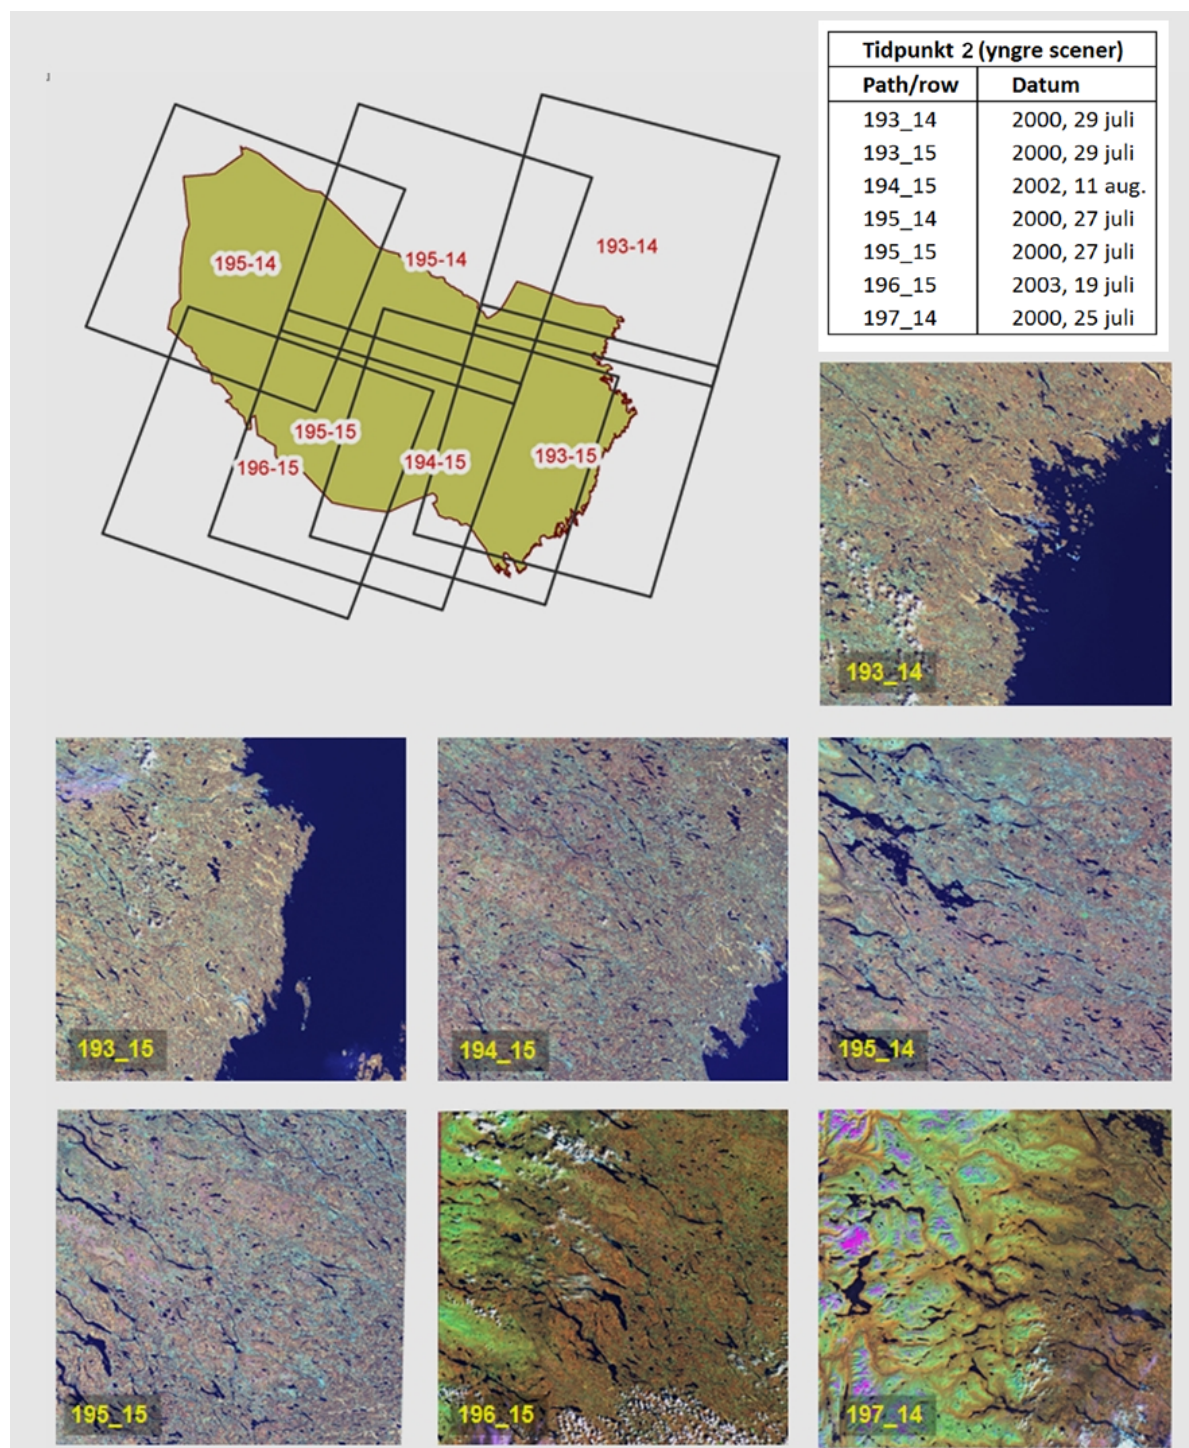 Tidpunkt 2 (yngre scener)
Path/row Datum
193_14 2000, 29 juli
193_15 2000, 29 juli
194_15 2002, 11 aug.
195_14 2000, 27 juli
195_15 2000, 27 juli
196_15 2003, 19 juli
197_14 2000, 25 juli
193-14
195-14
195-14
195-15
196-15
194-15
193-15
193_14
193_15
194_15
195_14
195_15
196_15
197_14